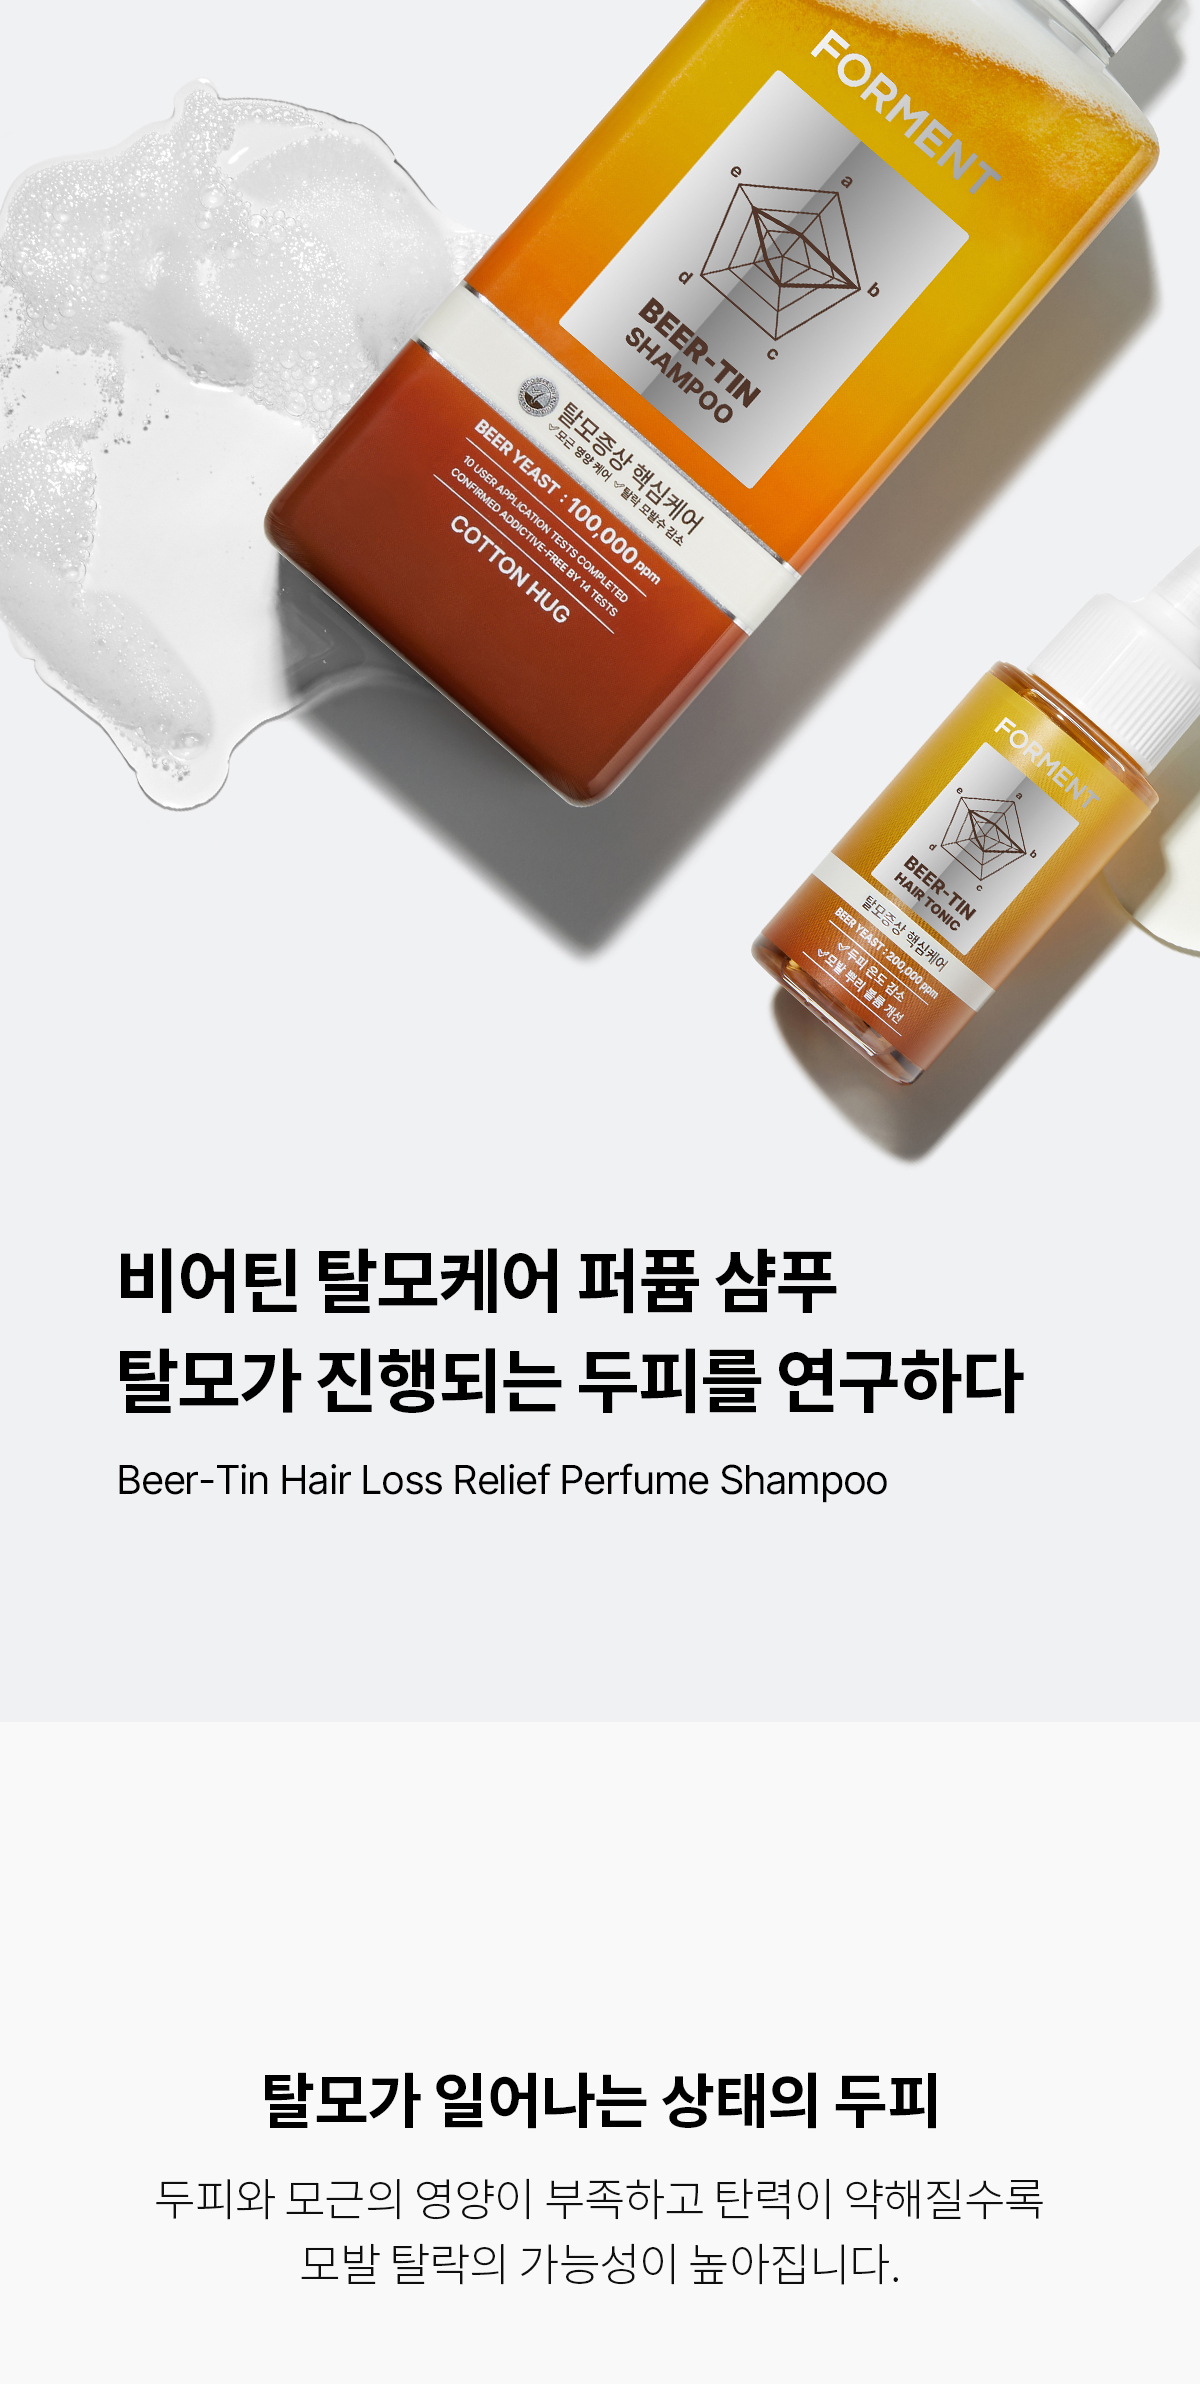 FORMENT
e
a
d
b
c
BEER-TIN
SHAMPOO
탈모증상 핵심케어
모근 영양 케어 탈락 모발수 감소
BEER YEAST : 100,000 ppm
10 USER APPLICATION TESTS COMPLETED
CONFIRMED ADDICTIVE-FREE BY 14 TESTS
COTTON HUG
FORMENT
e
a
d
b
c
BEER-TIN
HAIR TONIC
탈모증상 핵심케어
BEER YEAST : 200,000 ppm
두피 온도 감소
모발 뿌리 볼륨 개선
비어틴 탈모케어 퍼퓸 샴푸
탈모가 진행되는 두피를 연구하다
Beer-Tin Hair Loss Relief Perfume Shampoo
탈모가 일어나는 상태의 두피
두피와 모근의 영양이 부족하고 탄력이 약해질수록
모발 탈락의 가능성이 높아집니다.